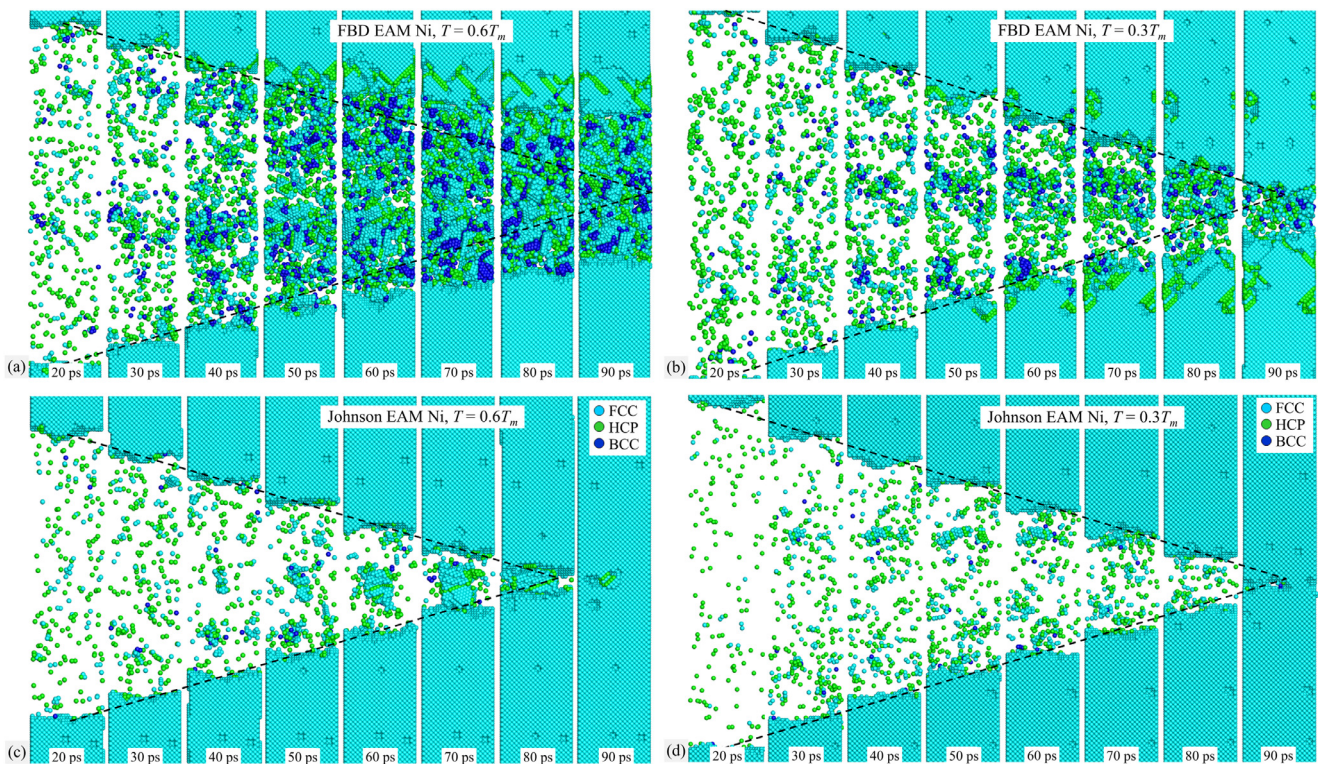 FBD EAM Ni, T = 0.6Tm
(a)
20 ps 30 ps 40 ps 50 ps 60 ps 70 ps 80 ps 90 ps
FBD EAM Ni, T = 0.3Tm
(b)
20 ps 30 ps 40 ps 50 ps 60 ps 70 ps 80 ps 90 ps
Johnson EAM Ni, T = 0.6Tm
FCC
HCP
BCC
(c)
20 ps 30 ps 40 ps 50 ps 60 ps 70 ps 80 ps 90 ps
Johnson EAM Ni, T = 0.3Tm
FCC
HCP
BCC
(d)
20 ps 30 ps 40 ps 50 ps 60 ps 70 ps 80 ps 90 ps